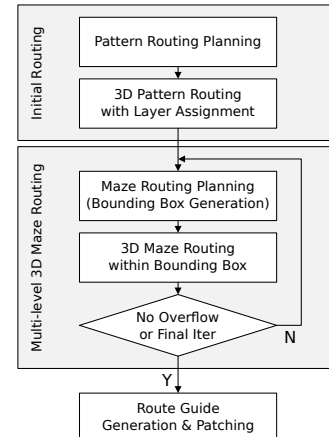 Initial Routing
Pattern Routing Planning
3D Pattern Routing
with Layer Assignment
Multi-level 3D Maze Routing
Maze Routing Planning
(Bounding Box Generation)
3D Maze Routing
within Bounding Box
No Overflow
or Final Iter
N
Y
Route Guide
Generation & Patching